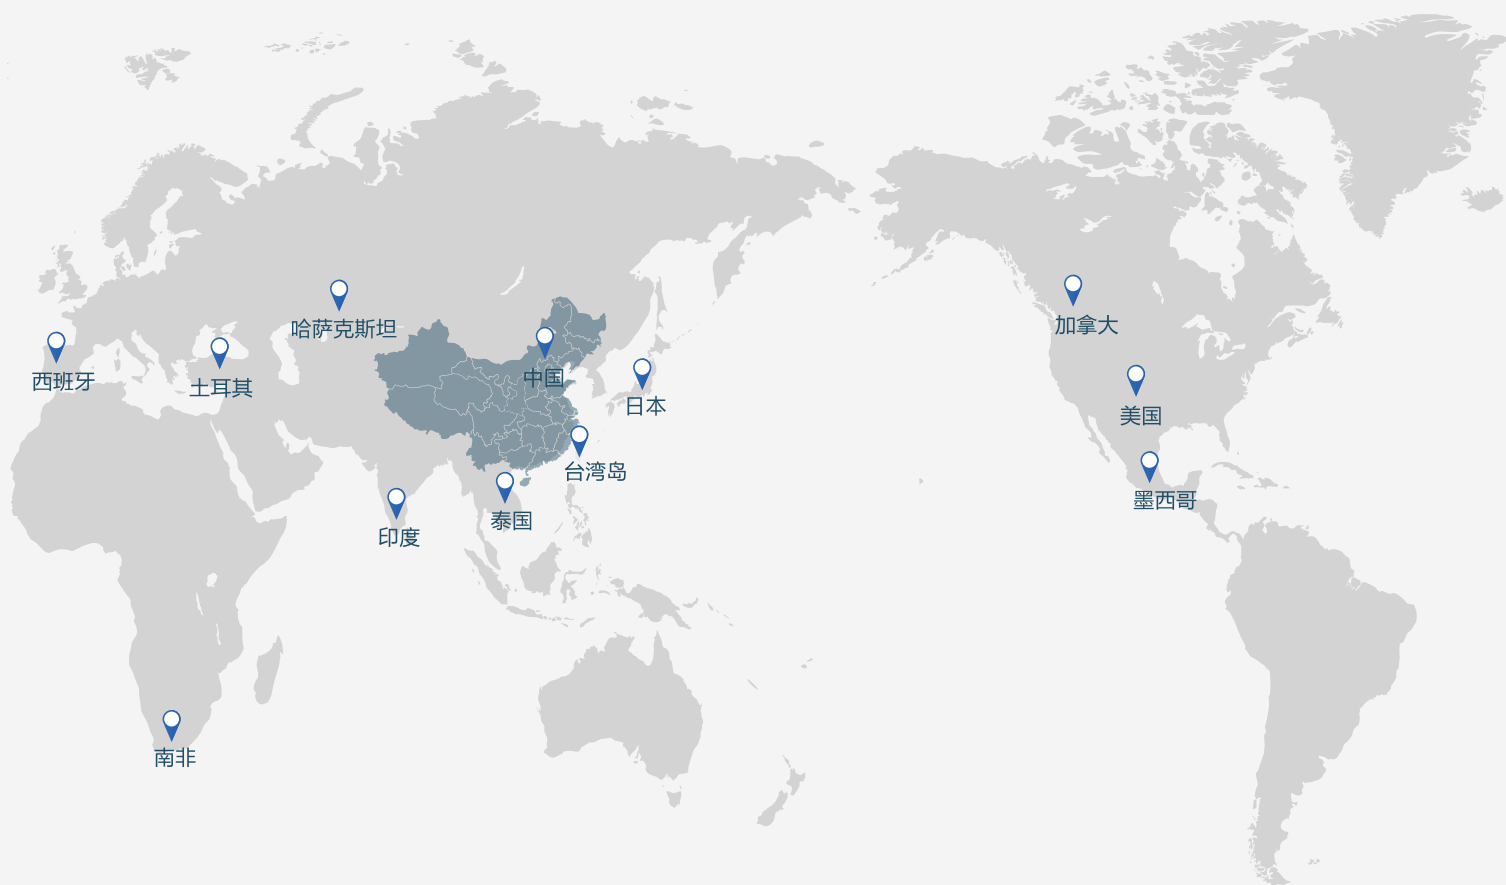 哈萨克斯坦
加拿大
西班牙
土耳其
中国
日本
美国
台湾岛
墨西哥
泰国
印度
南非